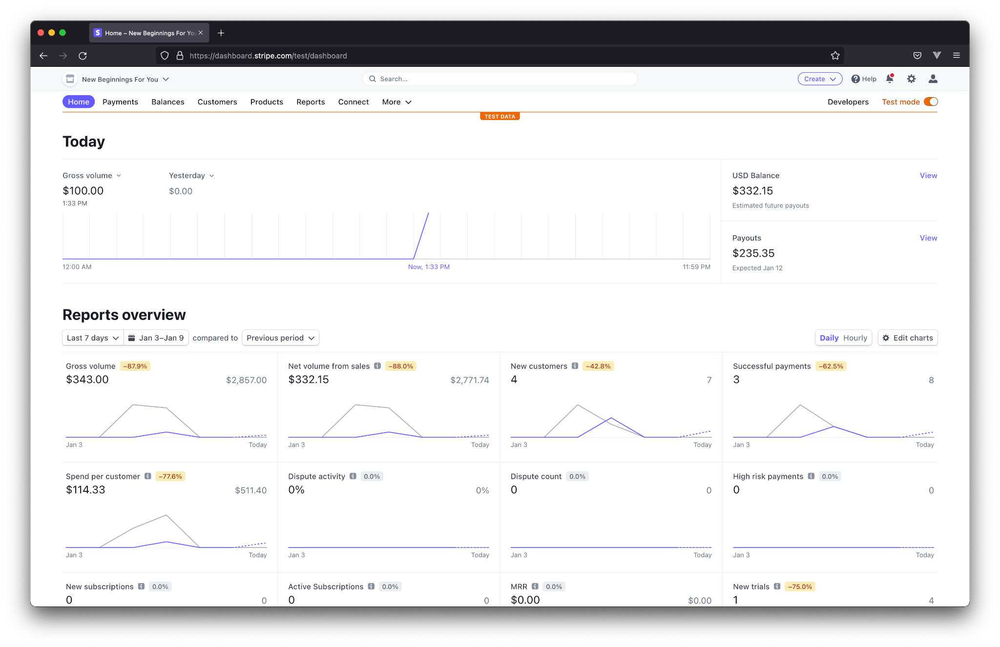 S Home – New Beginnings For You
https://dashboard.stripe.com/test/dashboard
New Beginnings For You
Search...
Create
Help
Home Payments Balances Customers Products Reports Connect More
Developers Test mode
TEST DATA
Today
Gross volume
$100.00
1:33 PM
Yesterday
$0.00
12:00 AM
Now, 1:33 PM
11:59 PM
USD Balance
View
$332.15
Estimated future payouts
Payouts
View
$235.35
Expected Jan 12
Reports overview
Last 7 days Jan 3–Jan 9 compared to Previous period
Daily Hourly Edit charts
Gross volume –87.9%
$343.00 $2,857.00
Jan 3 Today
Net volume from sales –88.0%
$332.15 $2,771.74
Jan 3 Today
New customers –42.8%
4 7
Jan 3 Today
Successful payments –62.5%
3 8
Jan 3 Today
Spend per customer –77.6%
$114.33 $511.40
Jan 3 Today
Dispute activity 0.0%
0% 0%
Jan 3 Today
Dispute count 0.0%
0 0
Jan 3 Today
High risk payments 0.0%
0 0
Jan 3 Today
New subscriptions 0.0%
0 0
Active Subscriptions 0.0%
0 0
MRR 0.0%
$0.00 $0.00
New trials –75.0%
1 4